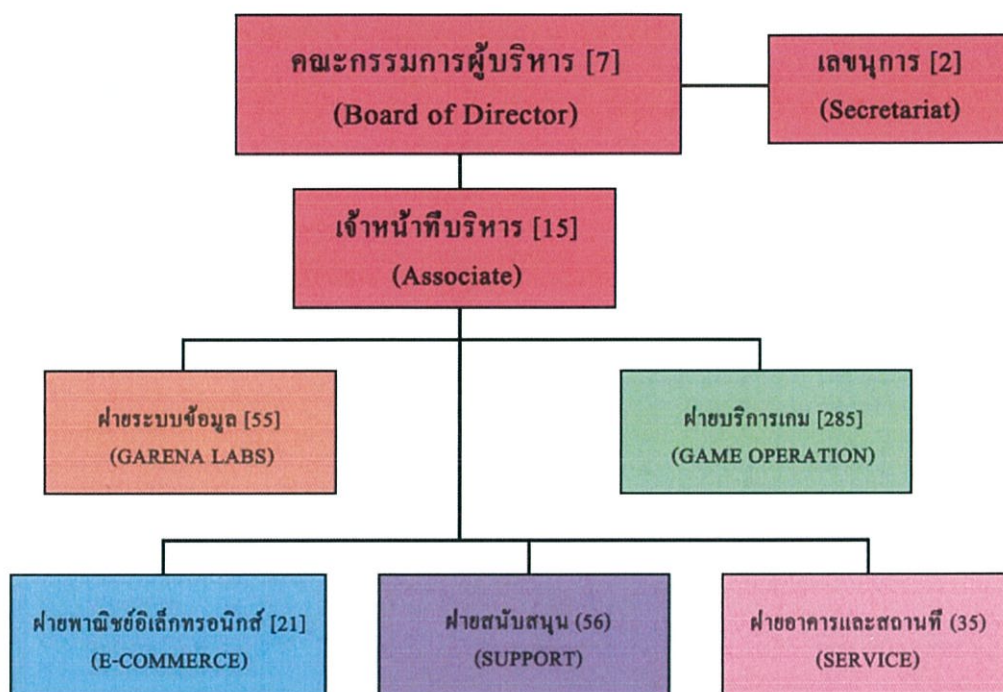 คณะกรรมการผู้บริหาร [7]
(Board of Director)
เลขนุการ [2]
(Secretariat)
เจ้าหน้าที่บริหาร [15]
(Associate)
ฝ่ายระบบข้อมูล [55]
(GARENA LABS)
ฝ่ายบริการเกม [285]
(GAME OPERATION)
ฝ่ายพาณิชย์อิเล็กทรอนิกส์ [21]
(E-COMMERCE)
ฝ่ายสนับสนุน (56)
(SUPPORT)
ฝ่ายอาคารและสถานที่ (35)
(SERVICE)